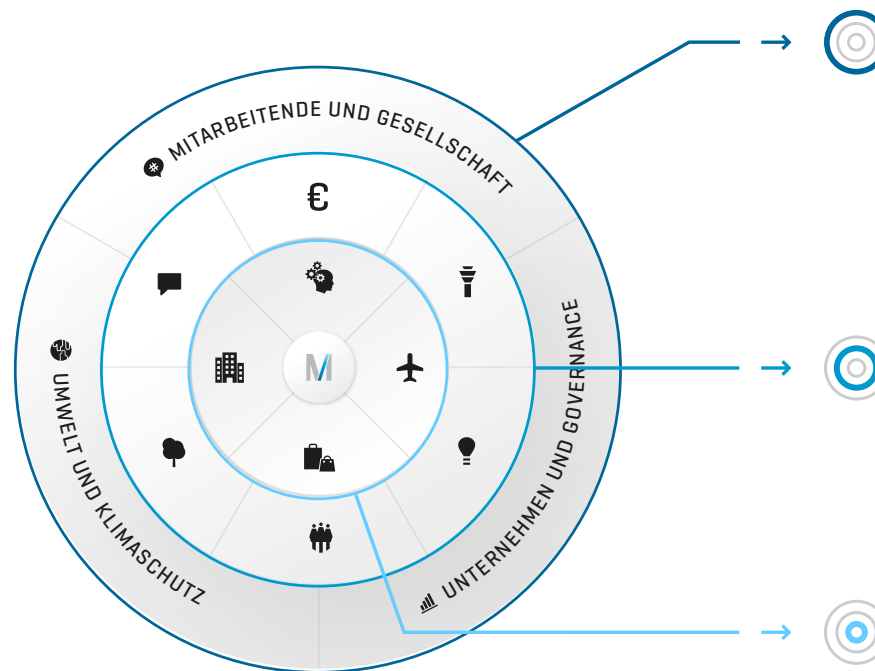 MITARBEITENDE UND GESELLSCHAFT
€
M
UMWELT UND KLIMASCHUTZ
UNTERNEHMEN UND GOVERNANCE